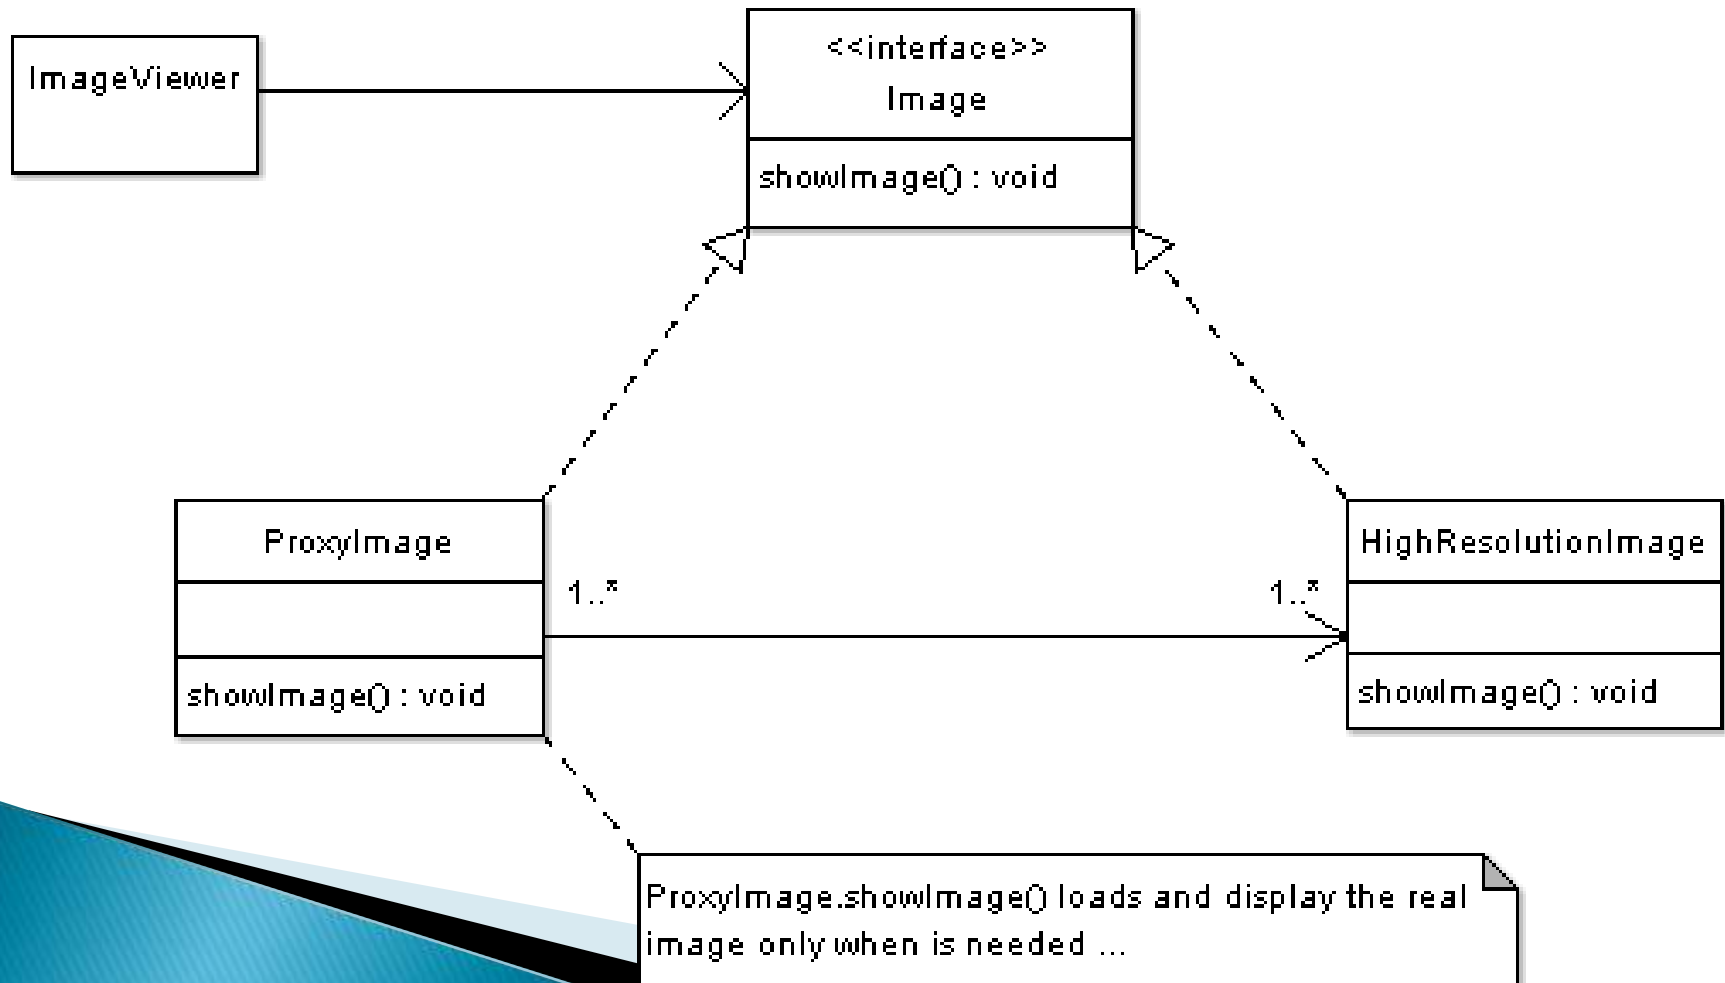 ImageViewer
<<interface>>
Image
showImage() : void
ProxyImage
showImage() : void
1..*
1..*
HighResolutionImage
showImage() : void
ProxyImage.showImage() loads and display the real
image only when is needed ...